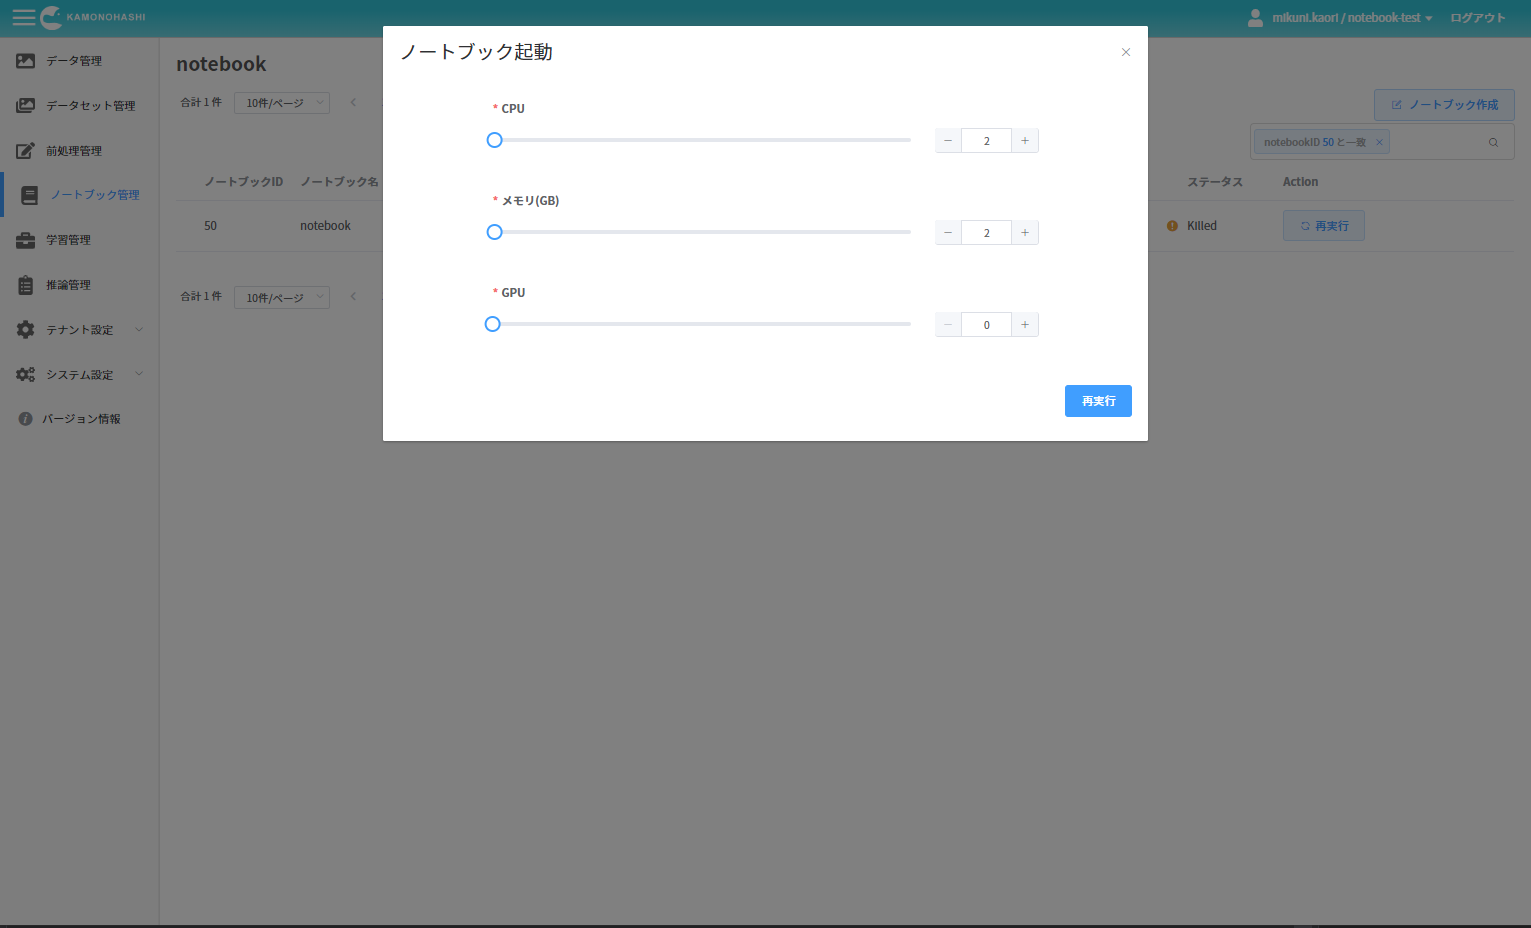 KAMONOHASHI
mikuni.kaori / notebook-test
ログアウト
データ管理
データセット管理
前処理管理
ノートブック管理
学習管理
推論管理
テナント設定
システム設定
バージョン情報
notebook
合計 1 件
10件/ページ
ノートブック作成
notebookID 50 と一致
ノートブックID
ノートブック名
ステータス
Action
50
notebook
Killed
再実行
合計 1 件
10件/ページ
ノートブック起動
* CPU
2
* メモリ(GB)
2
* GPU
0
再実行